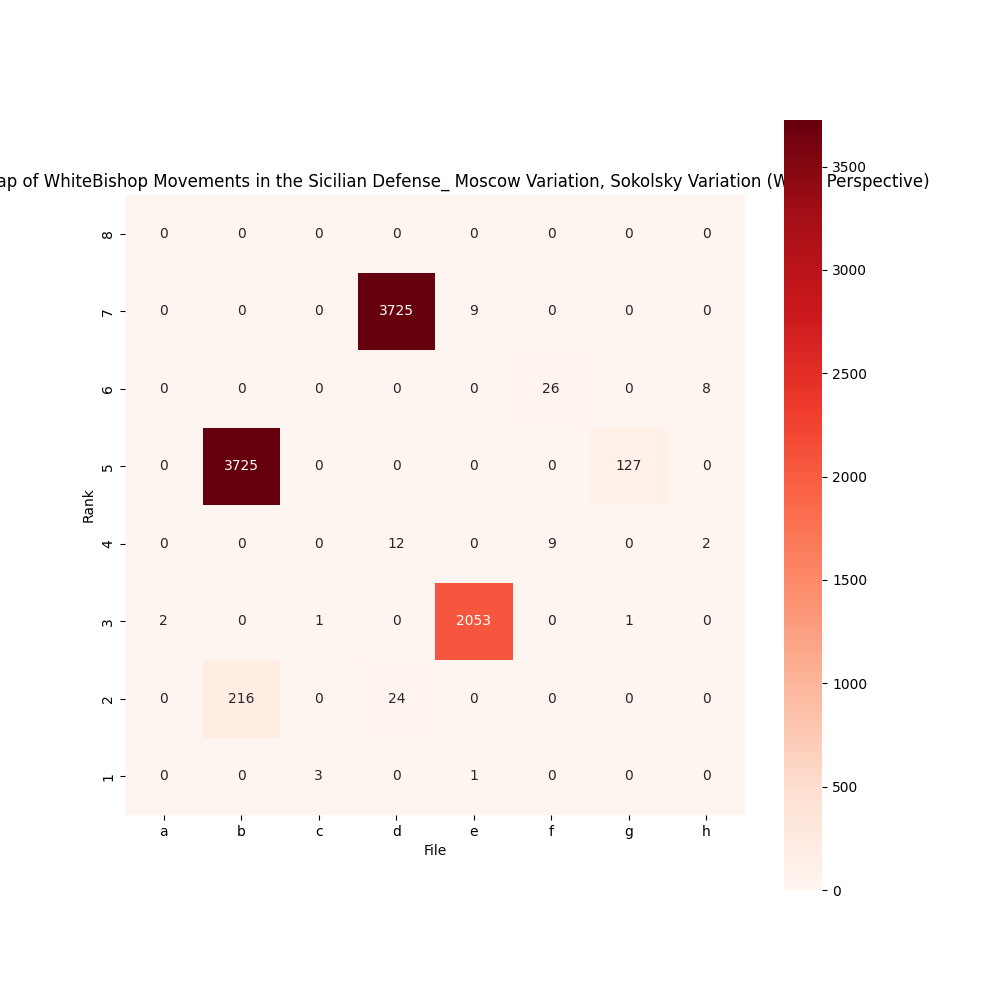 ap of WhiteBishop Movements in the Sicilian Defense_ Moscow Variation, Sokolsky Variation (W Perspective)
8 0 0 0 0 0 0 0 0
7 0 0 0 3725 9 0 0 0
6 0 0 0 0 0 26 0 8
5 0 3725 0 0 0 0 127 0
Rank
4 0 0 0 12 0 9 0 2
3 2 0 1 0 2053 0 1 0
2 0 216 0 24 0 0 0 0
1 0 0 3 0 1 0 0 0
a b c d e f g h
File
3500
3000
2500
2000
1500
1000
500
0